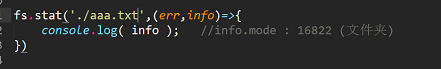 fs.stat('./aaa.txt',(err,info)=>{
console.log( info ); //info.mode : 16822 (文件夹)
})